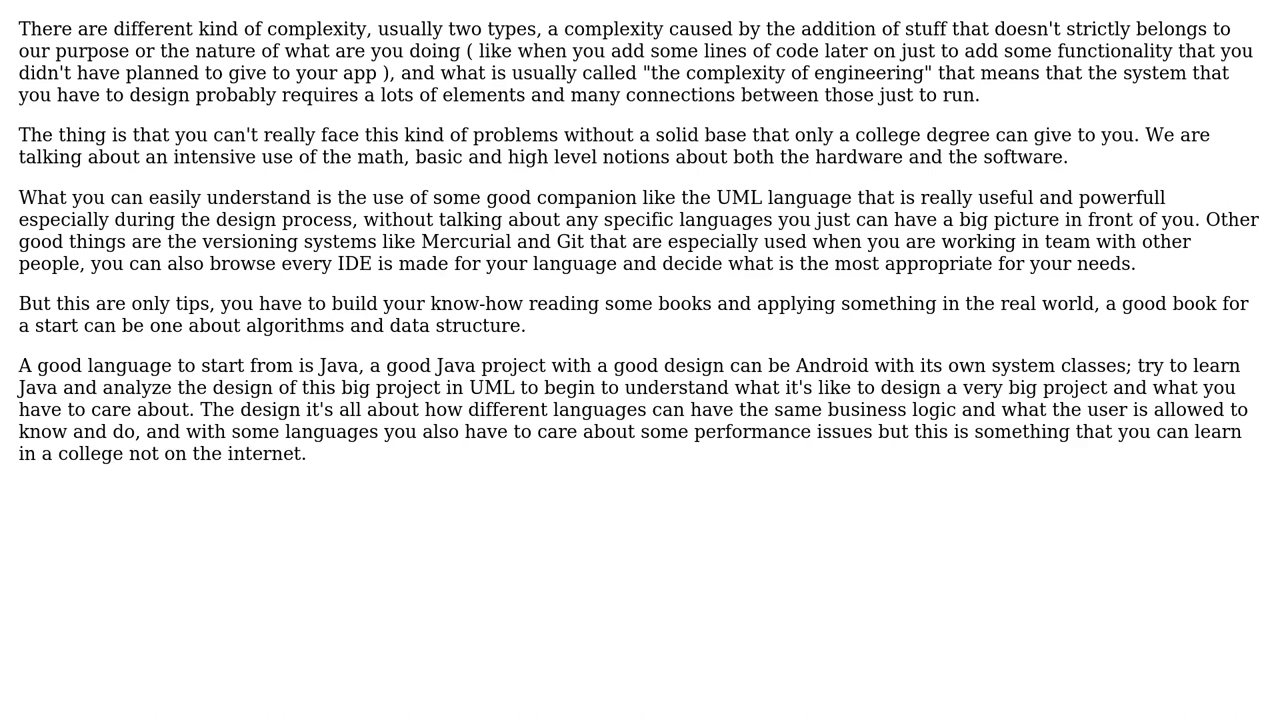 There are different kind of complexity, usually two types, a complexity caused by the addition of stuff that doesn't strictly belongs to
our purpose or the nature of what are you doing ( like when you add some lines of code later on just to add some functionality that you
didn't have planned to give to your app ), and what is usually called "the complexity of engineering" that means that the system that
you have to design probably requires a lots of elements and many connections between those just to run.
The thing is that you can't really face this kind of problems without a solid base that only a college degree can give to you. We are
talking about an intensive use of the math, basic and high level notions about both the hardware and the software.
What you can easily understand is the use of some good companion like the UML language that is really useful and powerfull
especially during the design process, without talking about any specific languages you just can have a big picture in front of you. Other
good things are the versioning systems like Mercurial and Git that are especially used when you are working in team with other
people, you can also browse every IDE is made for your language and decide what is the most appropriate for your needs.
But this are only tips, you have to build your know-how reading some books and applying something in the real world, a good book for
a start can be one about algorithms and data structure.
A good language to start from is Java, a good Java project with a good design can be Android with its own system classes; try to learn
Java and analyze the design of this big project in UML to begin to understand what it's like to design a very big project and what you
have to care about. The design it's all about how different languages can have the same business logic and what the user is allowed to
know and do, and with some languages you also have to care about some performance issues but this is something that you can learn
in a college not on the internet.